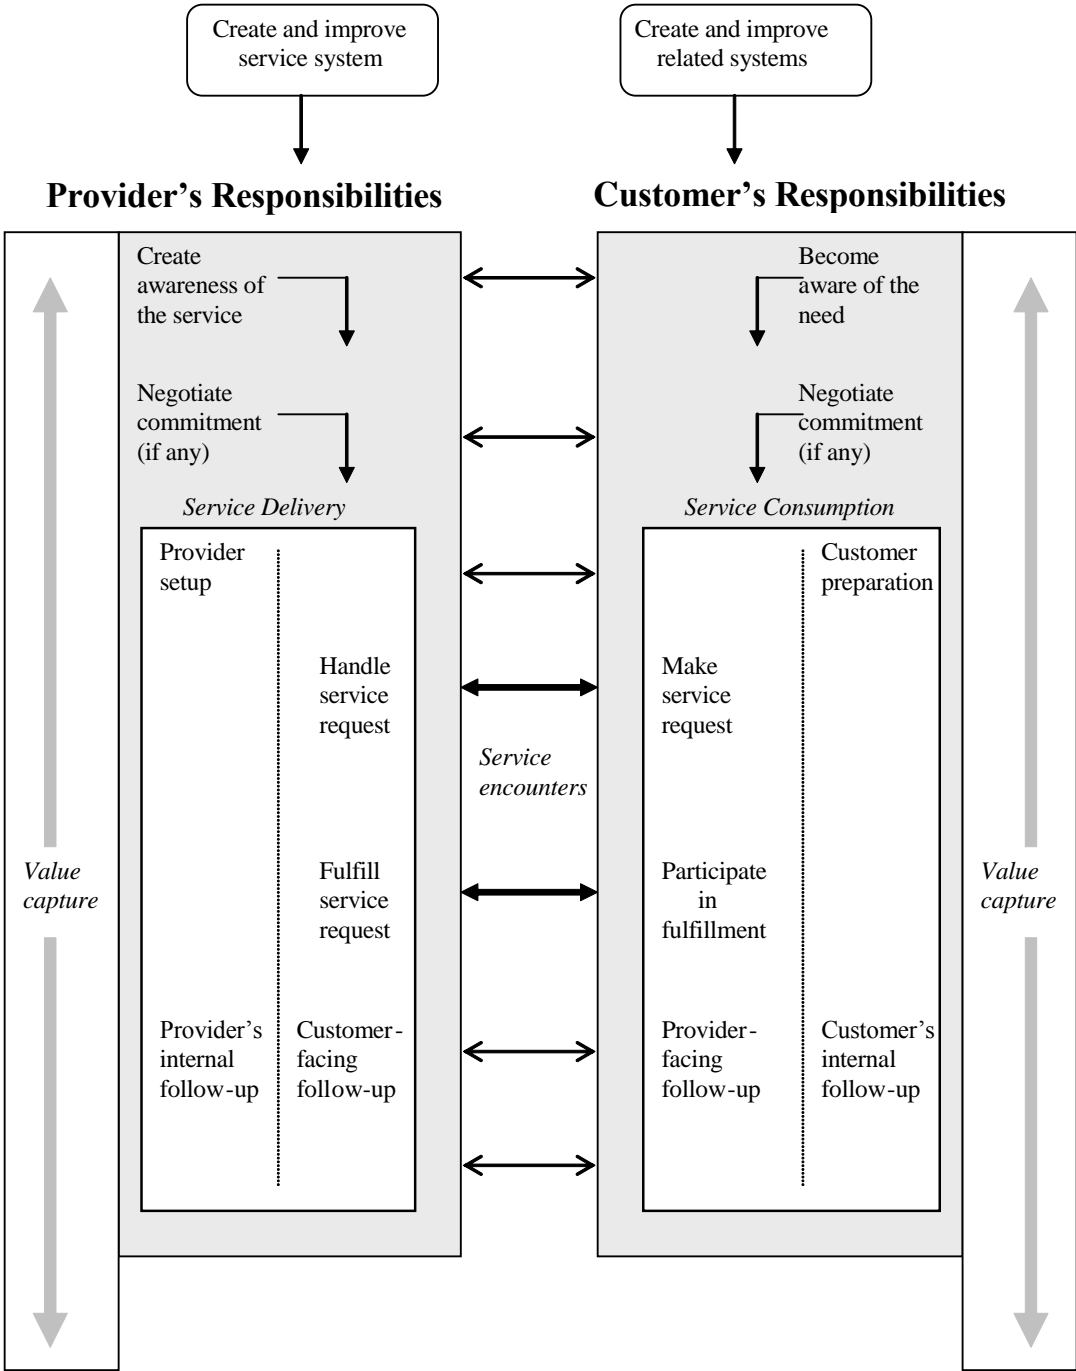 Create and improve
service system
Create and improve
related systems
Provider’s Responsibilities
Customer’s Responsibilities
Create
awareness of
the service
Become
aware of the
need
Negotiate
commitment
(if any)
Negotiate
commitment
(if any)
Service Delivery
Service Consumption
Provider
setup
Customer
preparation
Handle
service
request
Make
service
request
Service
encounters
Value
capture
Fulfill
service
request
Participate
in
fulfillment
Value
capture
Provider’s
internal
follow-up
Customer-
facing
follow-up
Provider-
facing
follow-up
Customer’s
internal
follow-up